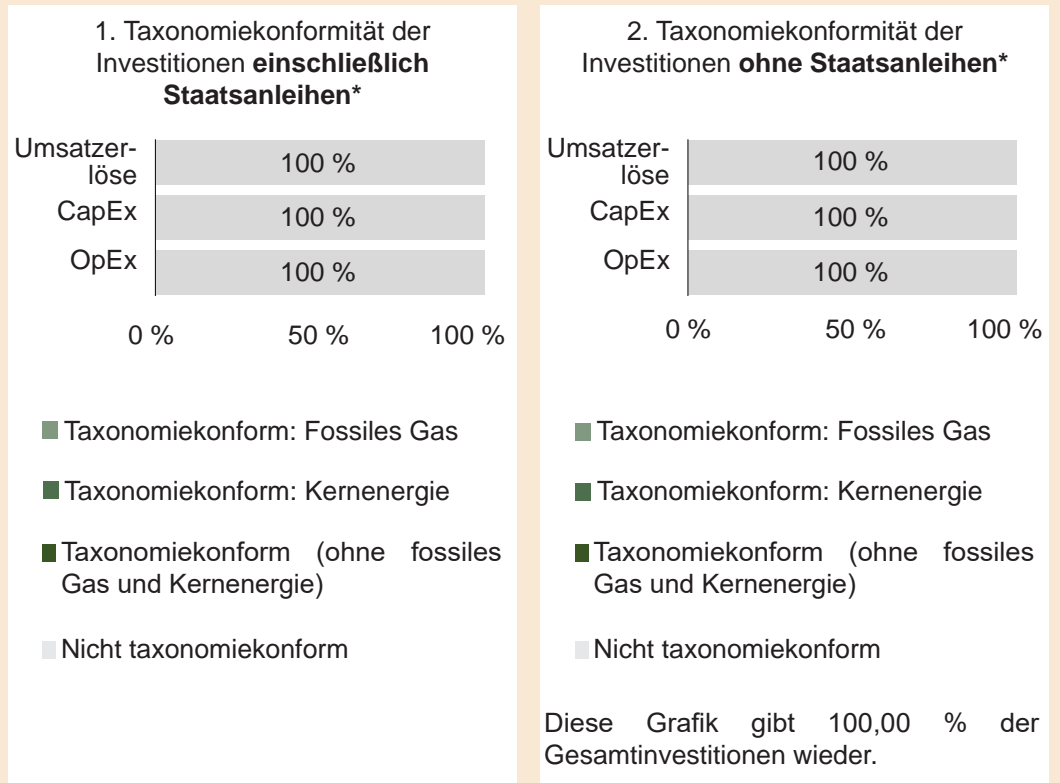 1. Taxonomiekonformität der
Investitionen einschließlich
Staatsanleihen*
Umsatzer-
löse
100 %
CapEx
100 %
OpEx
100 %
0 % 50 % 100 %
Taxonomiekonform: Fossiles Gas
Taxonomiekonform: Kernenergie
Taxonomiekonform (ohne fossiles
Gas und Kernenergie)
Nicht taxonomiekonform
2. Taxonomiekonformität der
Investitionen ohne Staatsanleihen*
Umsatzer-
löse
100 %
CapEx
100 %
OpEx
100 %
0 % 50 % 100 %
Taxonomiekonform: Fossiles Gas
Taxonomiekonform: Kernenergie
Taxonomiekonform (ohne fossiles
Gas und Kernenergie)
Nicht taxonomiekonform
Diese Grafik gibt 100,00 % der
Gesamtinvestitionen wieder.